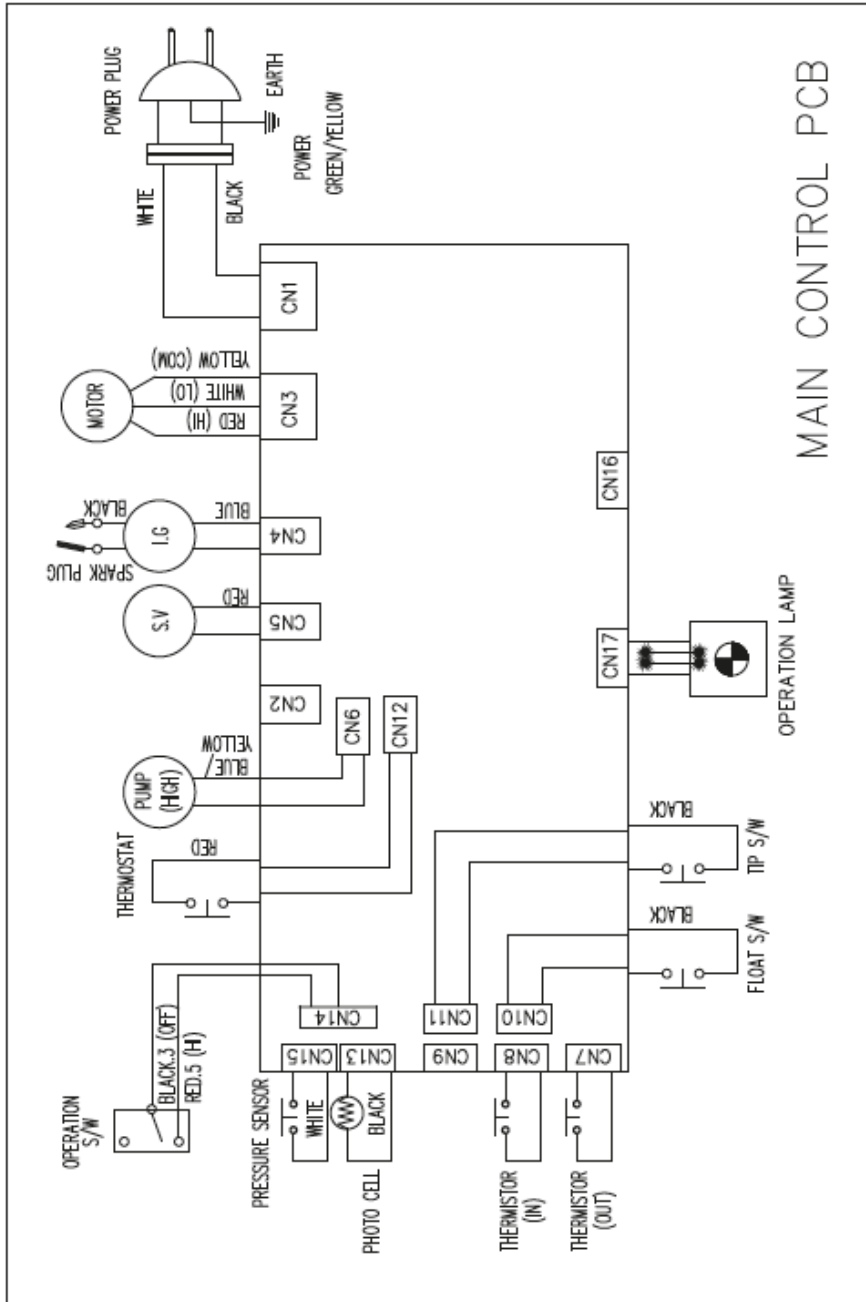 POWER PLUG
EARTH
POWER
GREEN/YELLOW
WHITE
BLACK
CN1
MOTOR
YELLOW (COM)
WHITE (LO)
RED (HI)
CN3
SPARK PLUG
BLACK
I.G
BLUE
CN4
S.V
RED
CN5
CN2
PUMP
(HIGH)
BLUE/
YELLOW
CN6
CN12
THERMOSTAT
RED
OPERATION
S/W
BLACK.3 (OFF)
RED.5 (HI)
CN14
PRESSURE SENSOR
WHITE
CN15
PHOTO CELL
BLACK
CN13
CN9
CN11
THERMISTOR
(IN)
CN8
CN10
THERMISTOR
(OUT)
CN7
BLACK
FLOAT S/W
BLACK
TIP S/W
CN17
OPERATION LAMP
CN16
MAIN CONTROL PCB